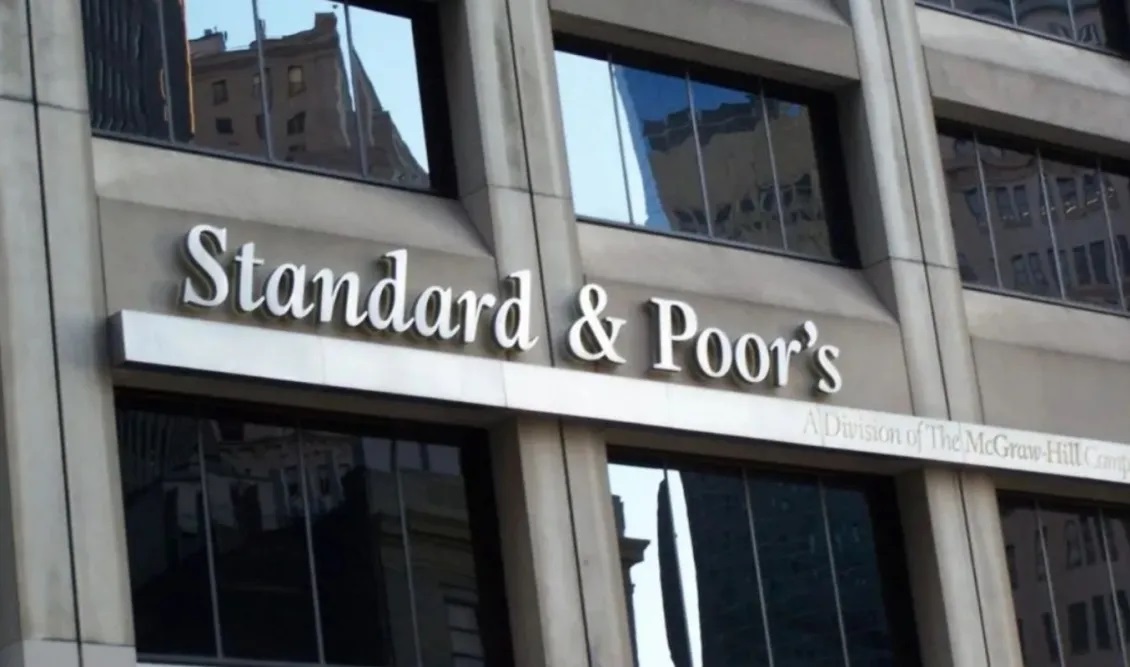 Standard & Poor's
A Division of The McGraw-Hill